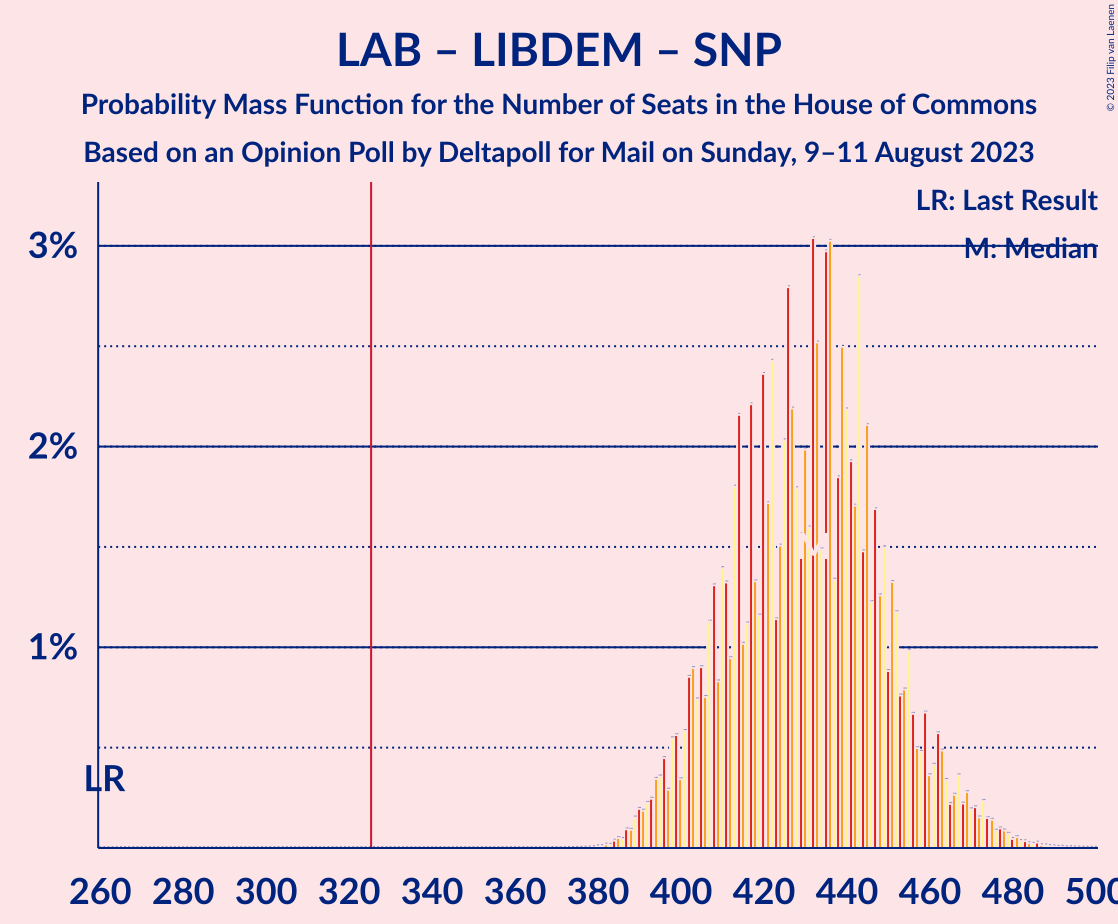 LAB – LIBDEM – SNP
Probability Mass Function for the Number of Seats in the House of Commons
Based on an Opinion Poll by Deltapoll for Mail on Sunday, 9–11 August 2023
© 2023 Filip van Laenen
LR: Last Result
M: Median
3%
2%
1%
M
LR
260 280 300 320 340 360 380 400 420 440 460 480 500